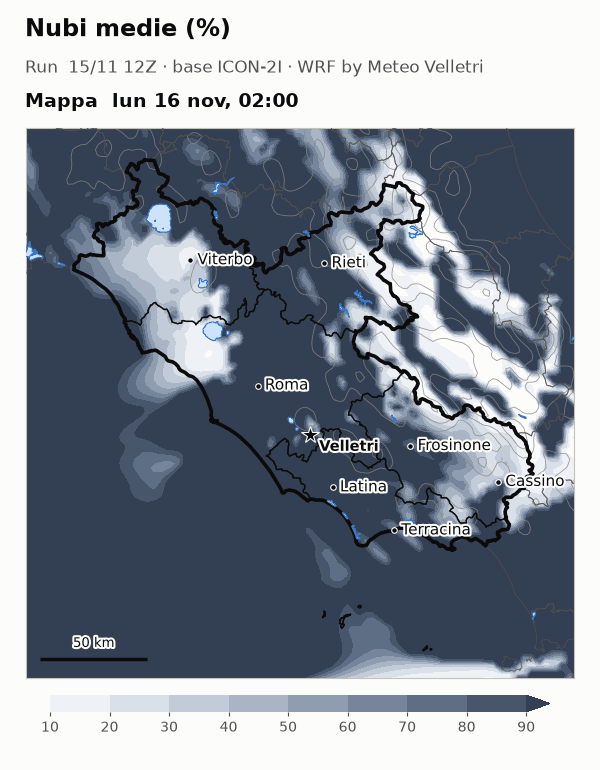 Nubi medie (%)
Run  15/11 12Z · base ICON-2I · WRF by Meteo Velletri
Mappa  lun 16 nov, 02:00
Viterbo
Rieti
Roma
Velletri
Frosinone
Latina
Cassino
Terracina
50 km
10 20 30 40 50 60 70 80 90